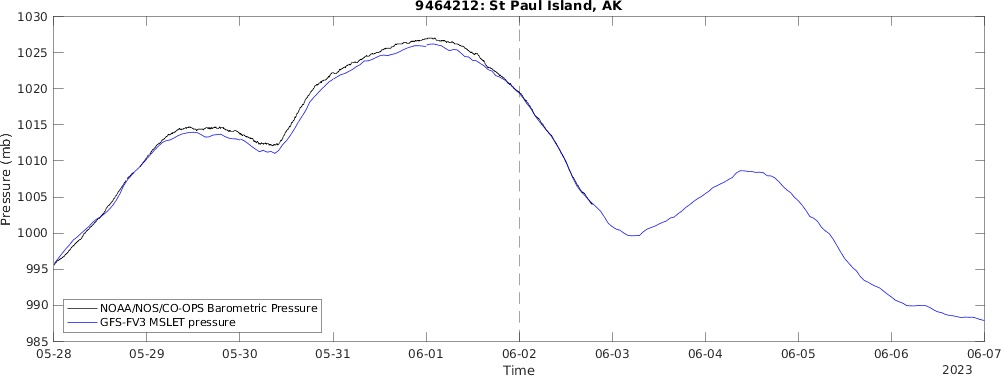 9464212: St Paul Island, AK
1030
1025
1020
1015
1010
1005
1000
995
990
985
Pressure (mb)
NOAA/NOS/CO-OPS Barometric Pressure
GFS-FV3 MSLET pressure
05-28 05-29 05-30 05-31 06-01 06-02 06-03 06-04 06-05 06-06 06-07
Time
2023